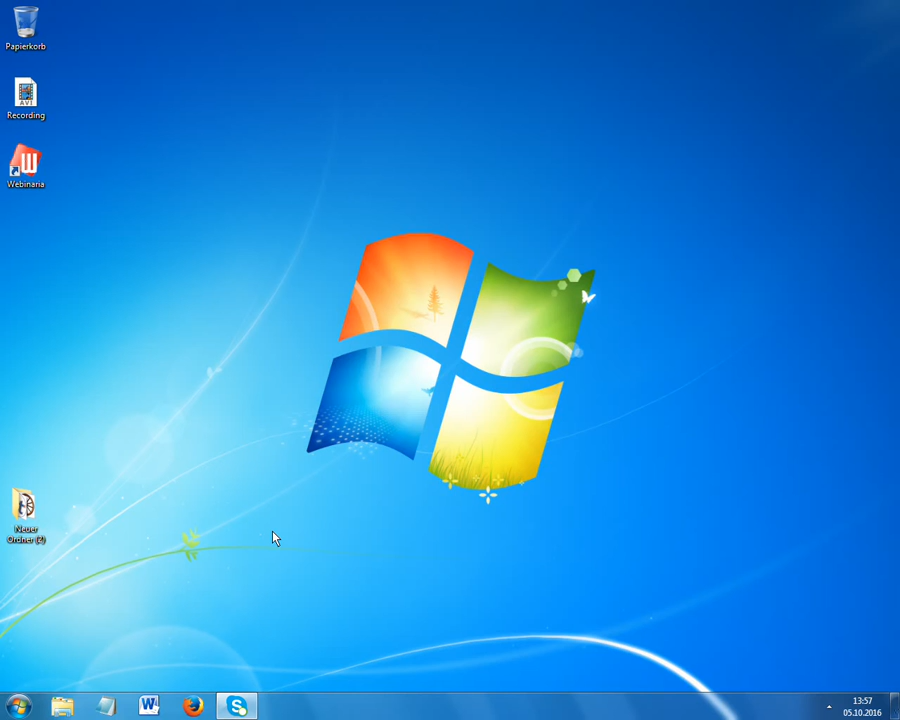 Papierkorb
AVI
Recording
Webinaria
Neuer
Ordner (2)
13:57
05.10.2016